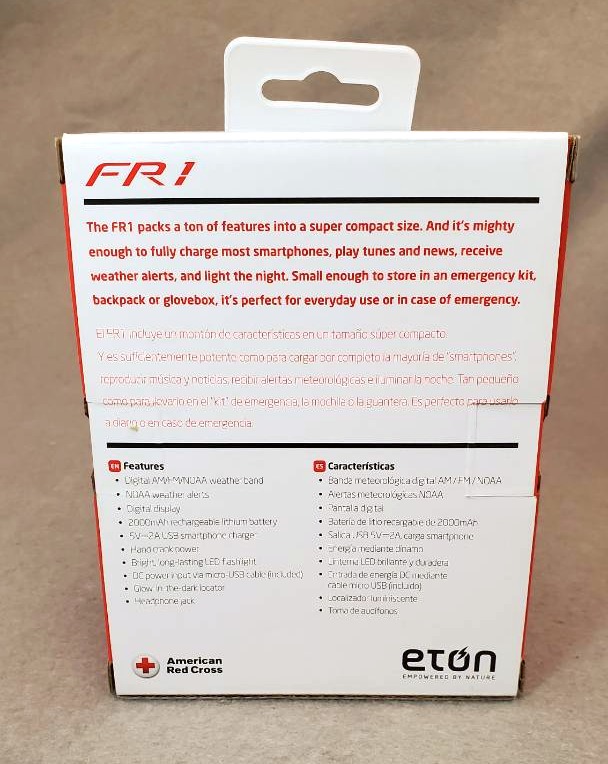 FR1
The FR1 packs a ton of features into a super compact size. And it's mighty
enough to fully charge most smartphones, play tunes and news, receive
weather alerts, and light the night. Small enough to store in an emergency kit,
backpack or glovebox, it's perfect for everyday use or in case of emergency.
El FR1 incluye un montón de características en un tamaño súper compacto.
Y es suficientemente potente como para cargar por completo la mayoría de "smartphones",
reproducir música y noticias, recibir alertas meteorológicas e iluminar la noche. Tan pequeño
como para llevarlo en el "kit" de emergencia, la mochila o la guantera. Es perfecto para usarlo
a diario o en caso de emergencia.
EN Features
• Digital AM/FM/NOAA weatherband
• NOAA weather alerts
• Digital display
• 2000mAh rechargeable lithium battery
• 5V⎓2A USB smartphone charger
• Hand crank power
• Bright, long-lasting LED flashlight
• DC power input via micro-USB cable (included)
• Glow-in-the-dark locator
• Headphone jack
ES Características
• Banda meteorológica digital AM / FM / NOAA
• Alertas meteorológicas NOAA
• Pantalla digital
• Batería de litio recargable de 2000mAh
• Salida USB 5V⎓2A, carga smartphone
• Energía mediante dinamo
• Linterna LED brillante y duradera
• Entrada de energía DC mediante
cable micro USB (incluido)
• Localizador luminiscente
• Toma de audífonos
American
Red Cross
etón
EMPOWERED BY NATURE